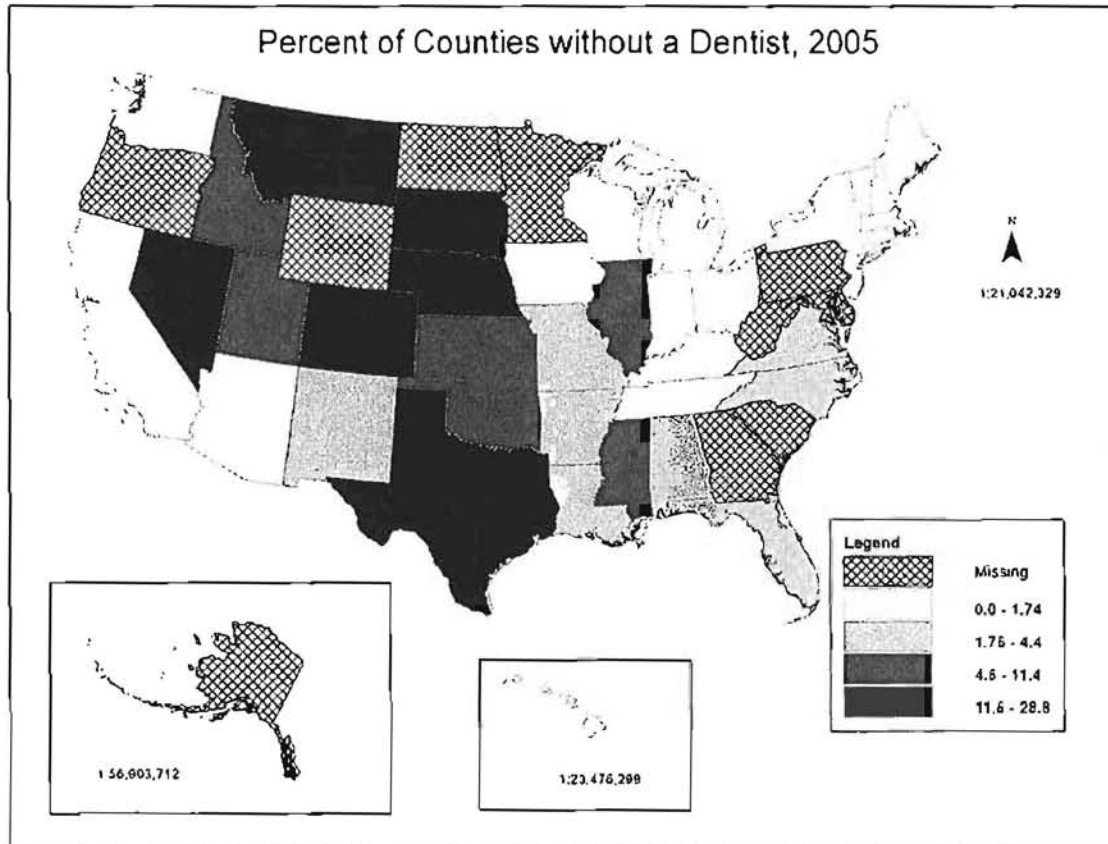 Percent of Counties without a Dentist, 2005
N
1:21,042,329
Legend
Missing
0.0 - 1.74
1.75 - 4.4
4.5 - 11.4
11.5 - 28.8
1:56,903,712
1:23,476,299